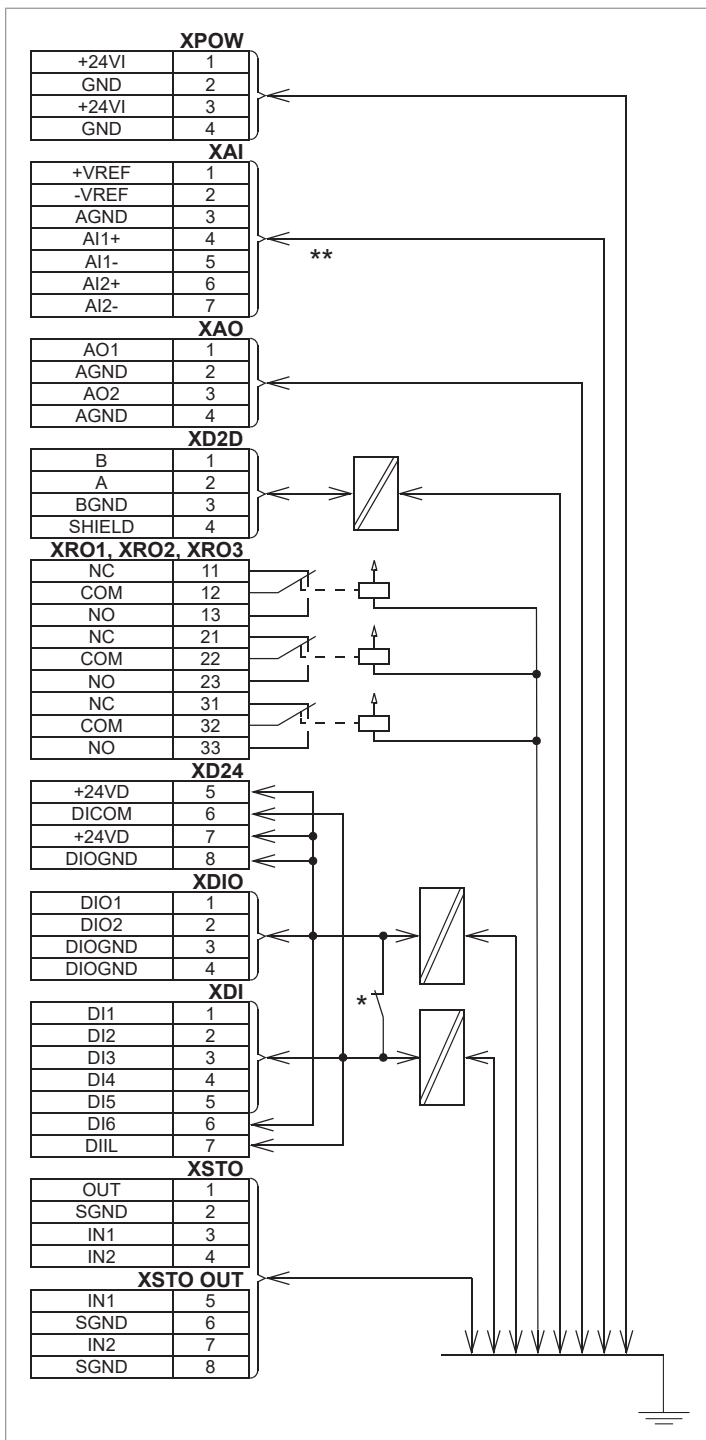 XPOW
+24VI 1
GND 2
+24VI 3
GND 4
XAI
+VREF 1
-VREF 2
AGND 3
AI1+ 4
AI1- 5
AI2+ 6
AI2- 7
**
XAO
AO1 1
AGND 2
AO2 3
AGND 4
XD2D
B 1
A 2
BGND 3
SHIELD 4
XRO1, XRO2, XRO3
NC 11
COM 12
NO 13
NC 21
COM 22
NO 23
NC 31
COM 32
NO 33
XD24
+24VD 5
DICOM 6
+24VD 7
DIOGND 8
XDIO
DIO1 1
DIO2 2
DIOGND 3
DIOGND 4
XDI
*
DI1 1
DI2 2
DI3 3
DI4 4
DI5 5
DI6 6
DIIL 7
XSTO
OUT 1
SGND 2
IN1 3
IN2 4
XSTO OUT
IN1 5
SGND 6
IN2 7
SGND 8